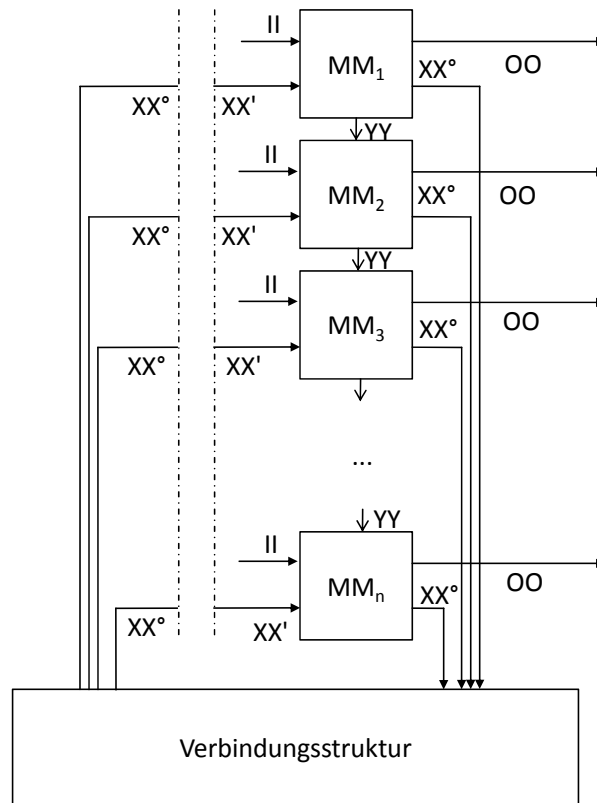 II
MM₁
OO
XX°
XX°
XX'
YY
II
MM₂
XX°
OO
XX°
XX'
YY
II
MM₃
OO
XX°
XX°
XX'
...
YY
II
MMₙ
OO
XX°
XX°
XX'
Verbindungsstruktur